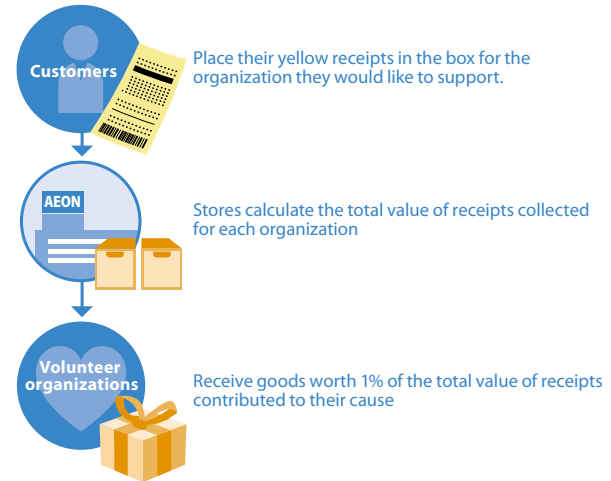 Customers
Place their yellow receipts in the box for the
organization they would like to support.
AEON
Stores calculate the total value of receipts collected
for each organization
Volunteer
organizations
Receive goods worth 1% of the total value of receipts
contributed to their cause